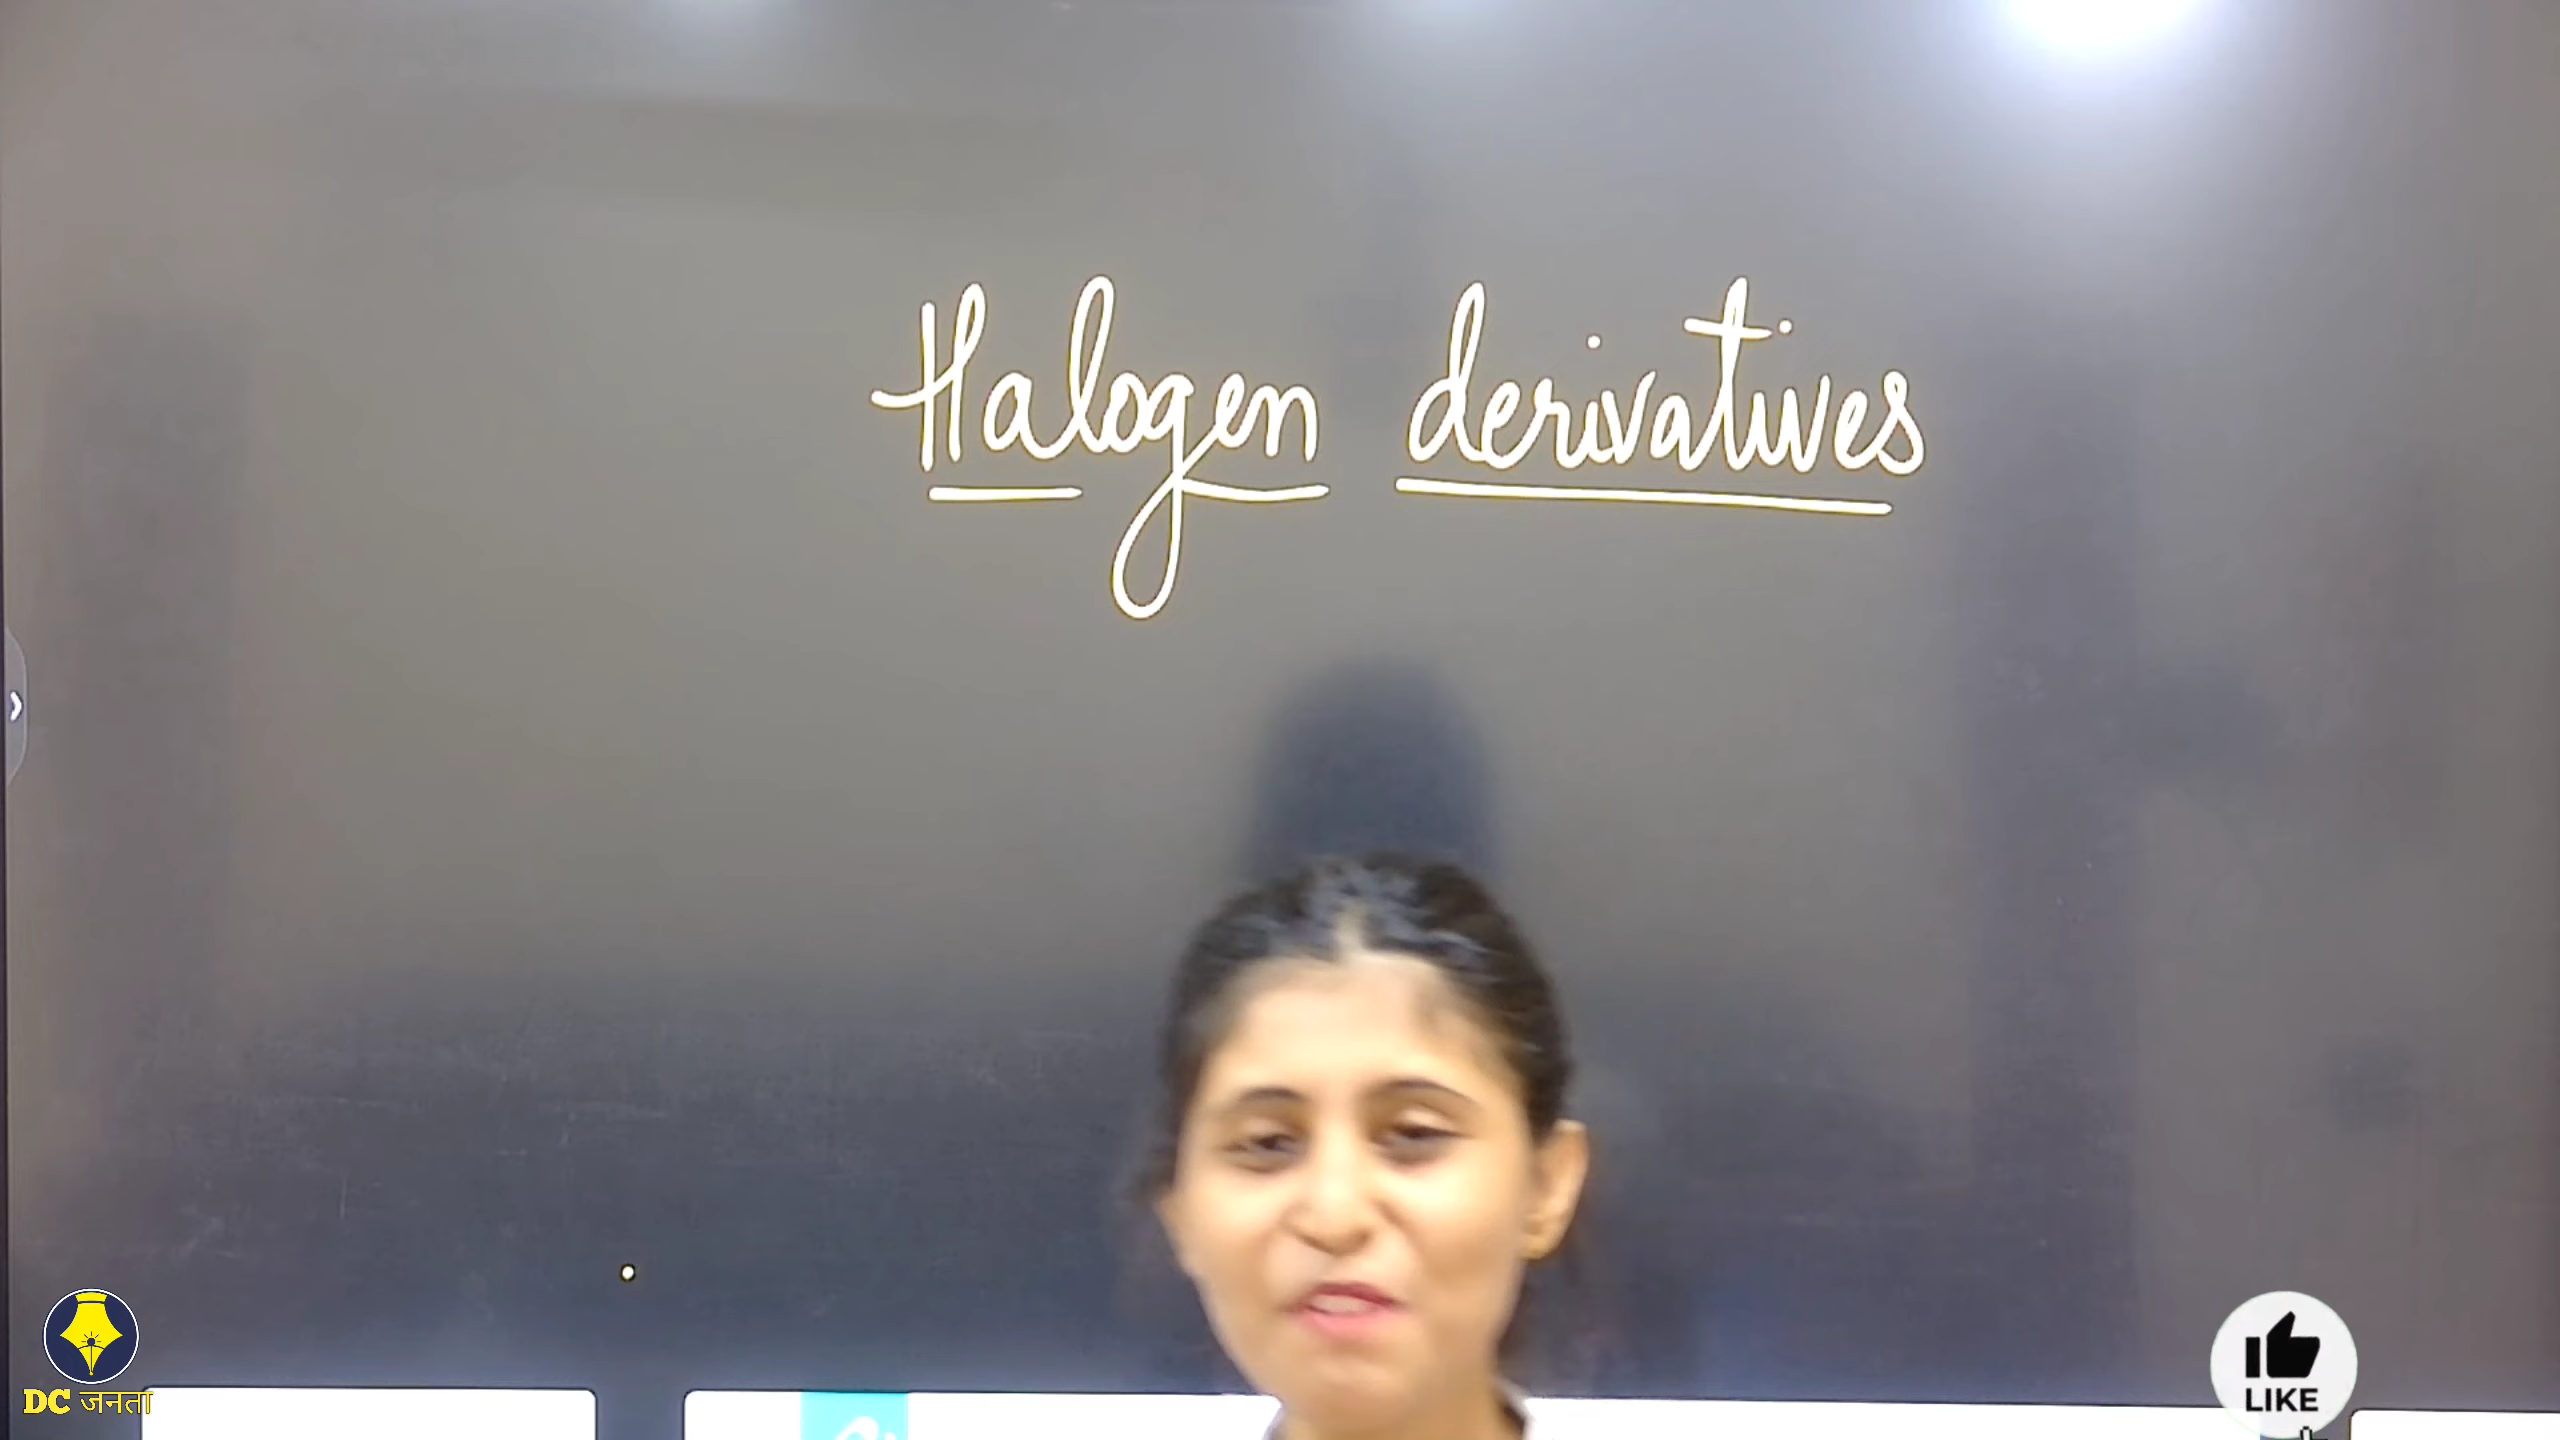 Halogen derivatives
DC जनता
LIKE